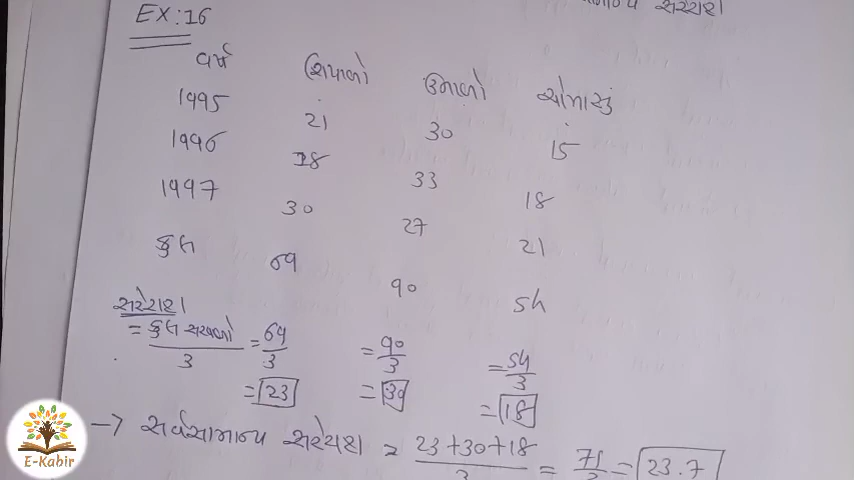 સરેરાશ
EX:16
વર્ષ શિયાળો ઉનાળો ચોમાસું
1995 21 30 15
1996 18 33 18
1997 30 27 21
કુલ 69 90 54
સરેરાશ
= કુલ સરવાળો / 3 = 69/3 = 90/3 = 54/3
= 23 = 30 = 18
→ સર્વસામાન્ય સરેરાશ = 23+30+18 / 3 = 71/3 = 23.7
E-Kabir